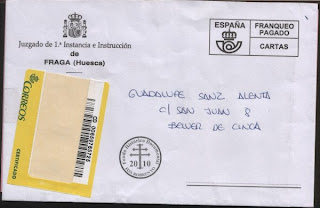 Juzgado de 1.ª Instancia e Instrucción
de
FRAGA (Huesca)
ESPAÑA
FRANQUEO
PAGADO
CARTAS
CORREOS
CERTIFICADO
CD
GUADALUPE SANZ ALENTA
C/ SAN JUAN 8
BELVER DE CINCA
20 10